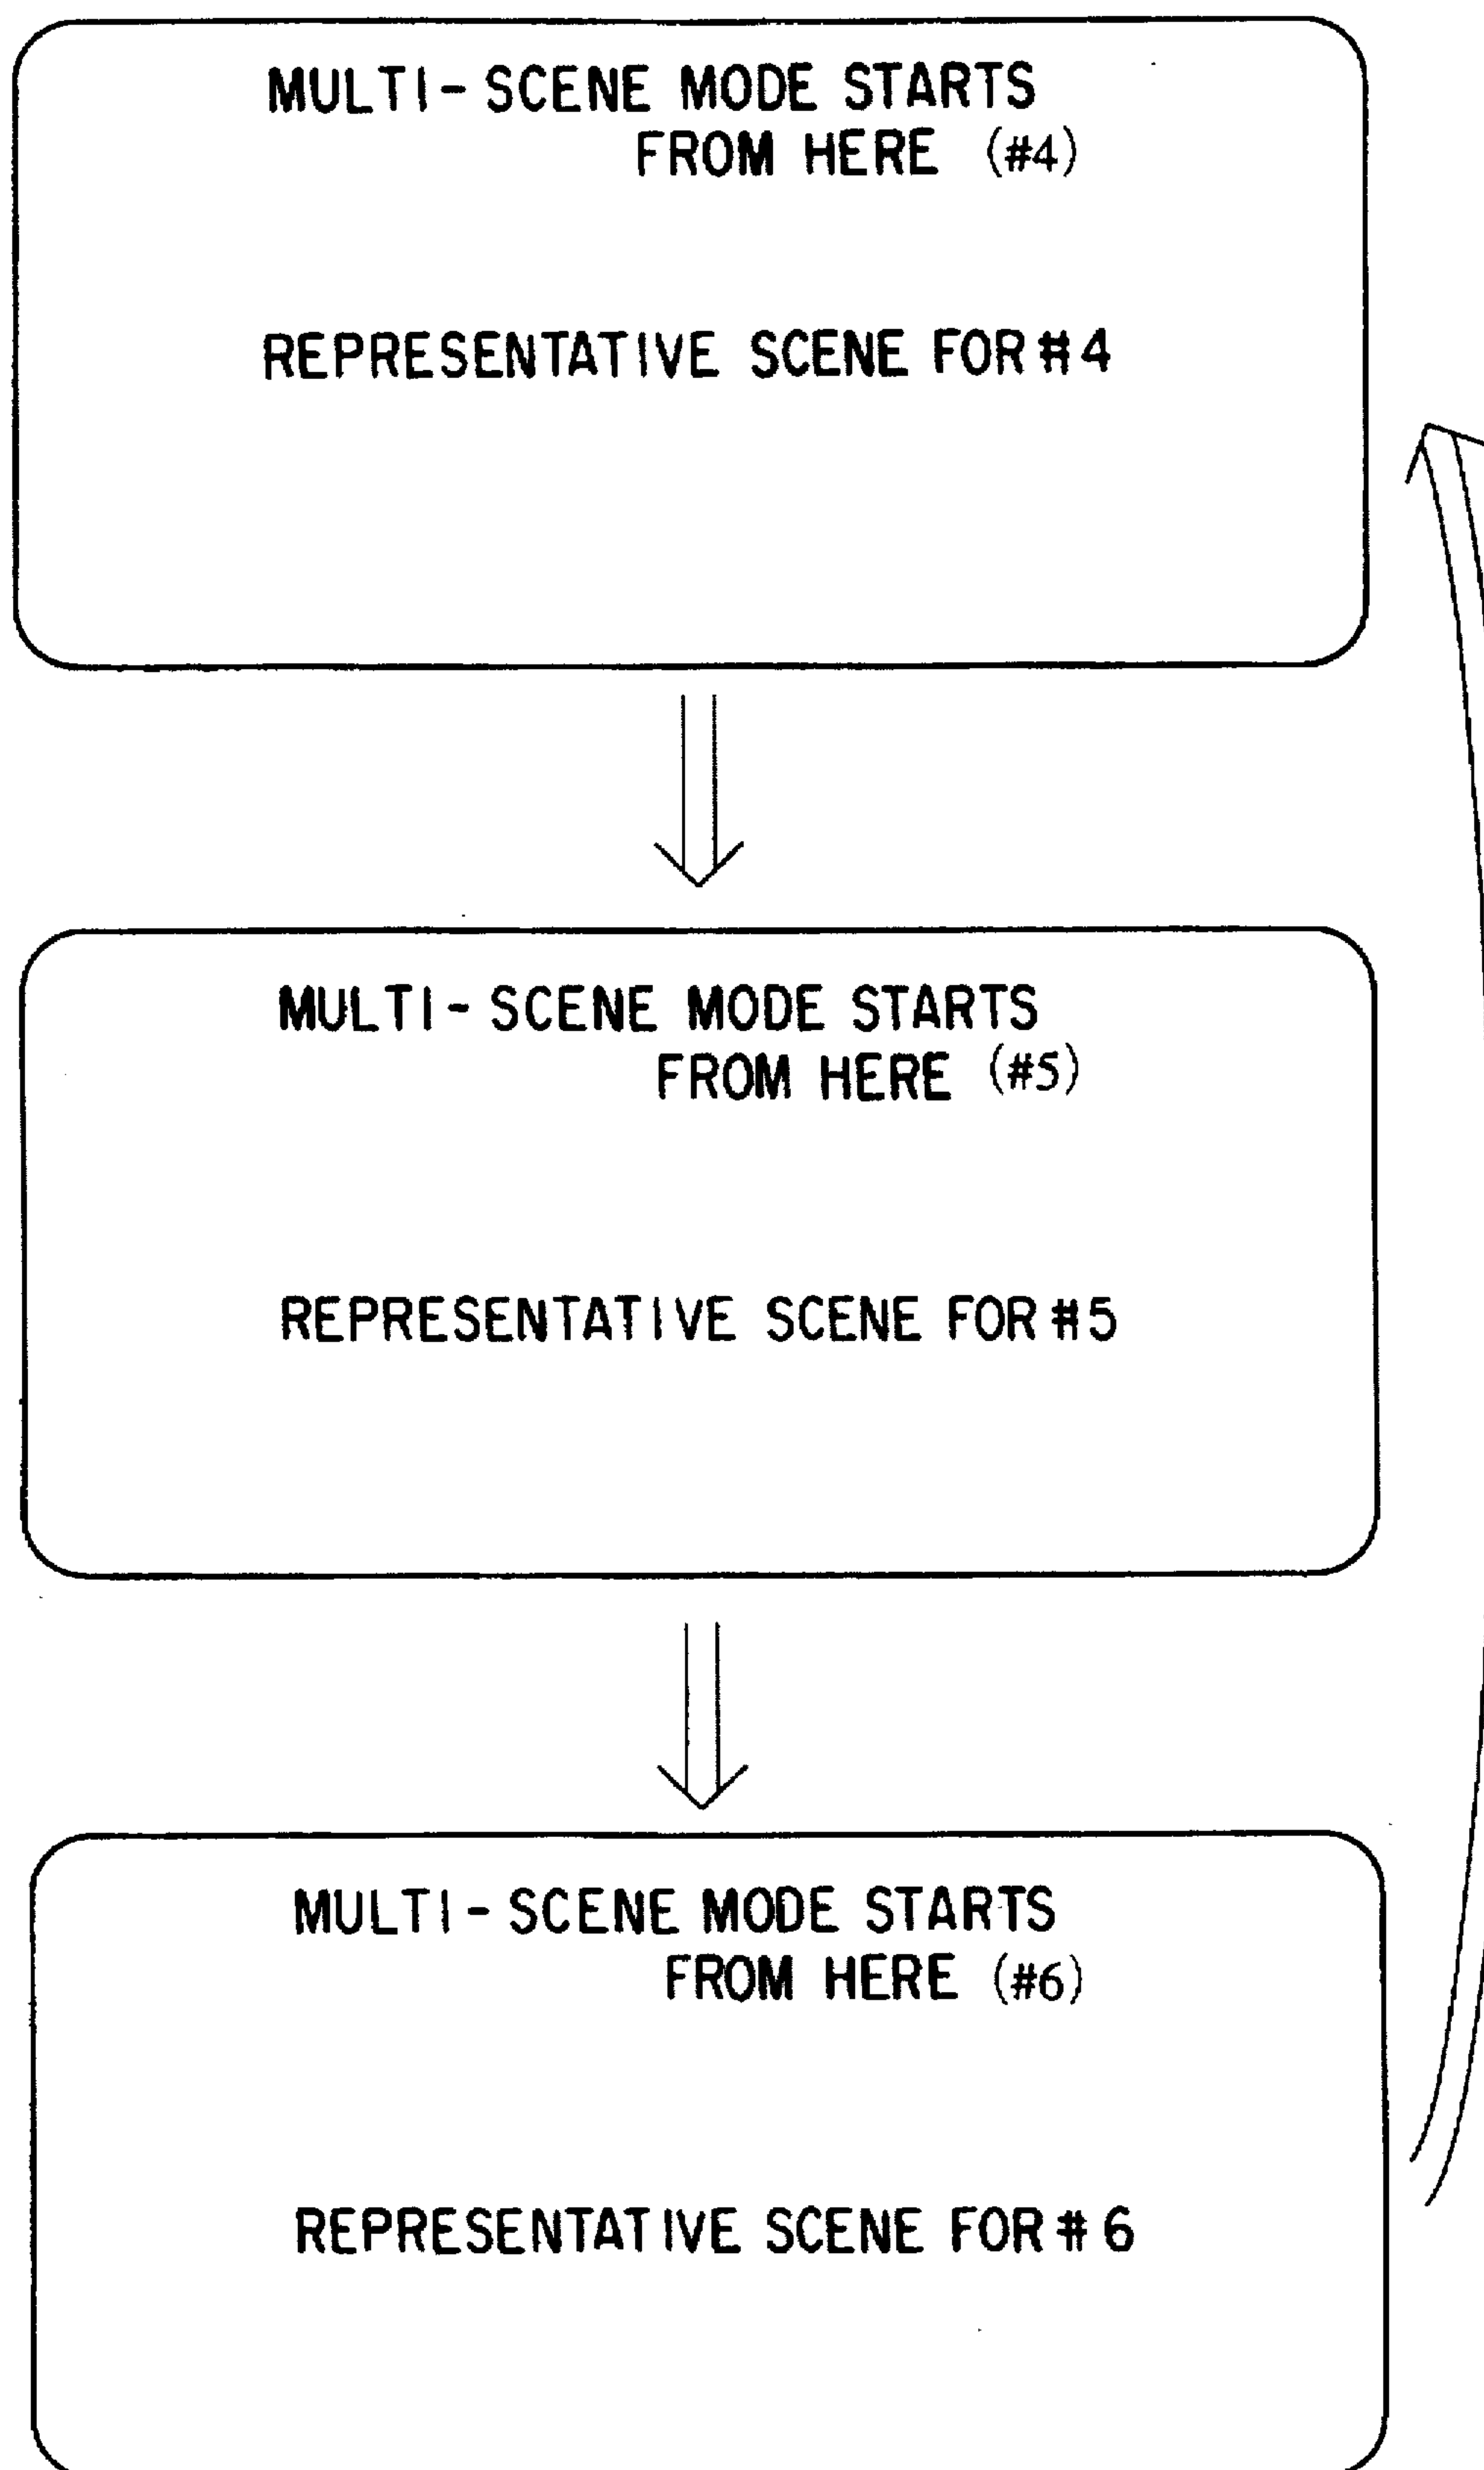 MULTI-SCENE MODE STARTS
FROM HERE (#4)
REPRESENTATIVE SCENE FOR #4
MULTI-SCENE MODE STARTS
FROM HERE (#5)
REPRESENTATIVE SCENE FOR #5
MULTI-SCENE MODE STARTS
FROM HERE (#6)
REPRESENTATIVE SCENE FOR #6